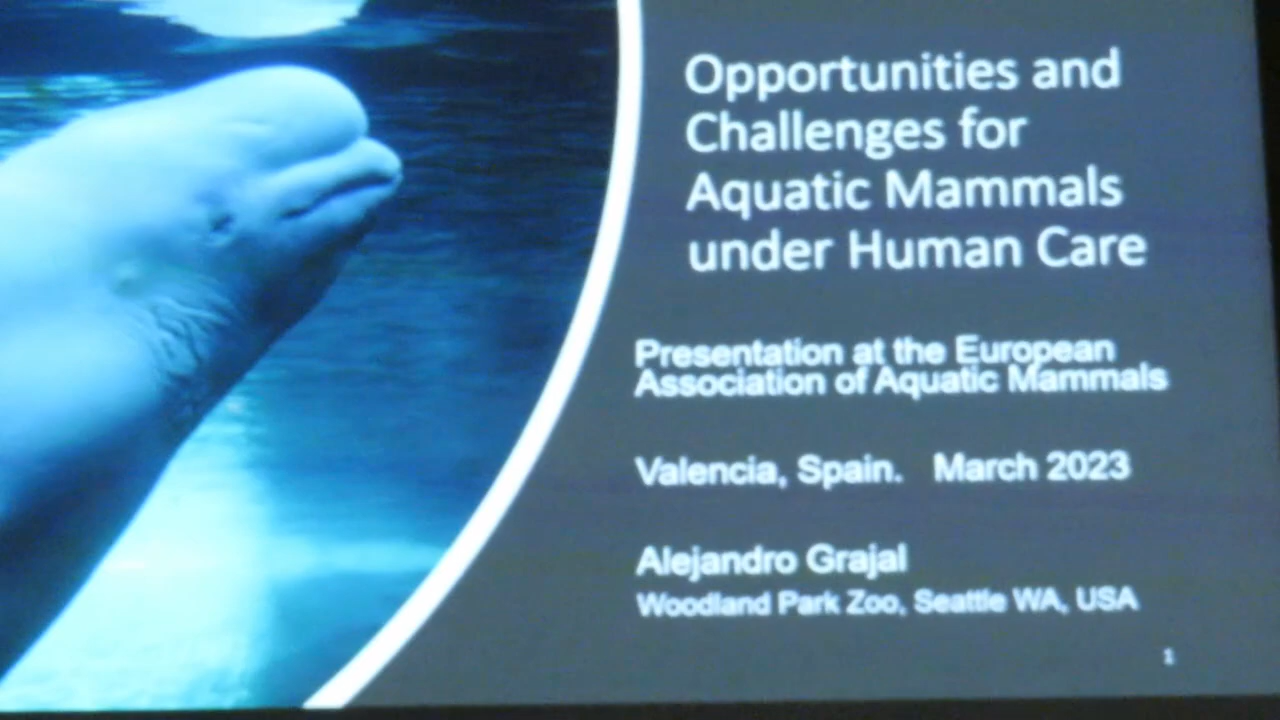 Opportunities and
Challenges for
Aquatic Mammals
under Human Care
Presentation at the European
Association of Aquatic Mammals
Valencia, Spain. March 2023
Alejandro Grajal
Woodland Park Zoo, Seattle WA, USA
1